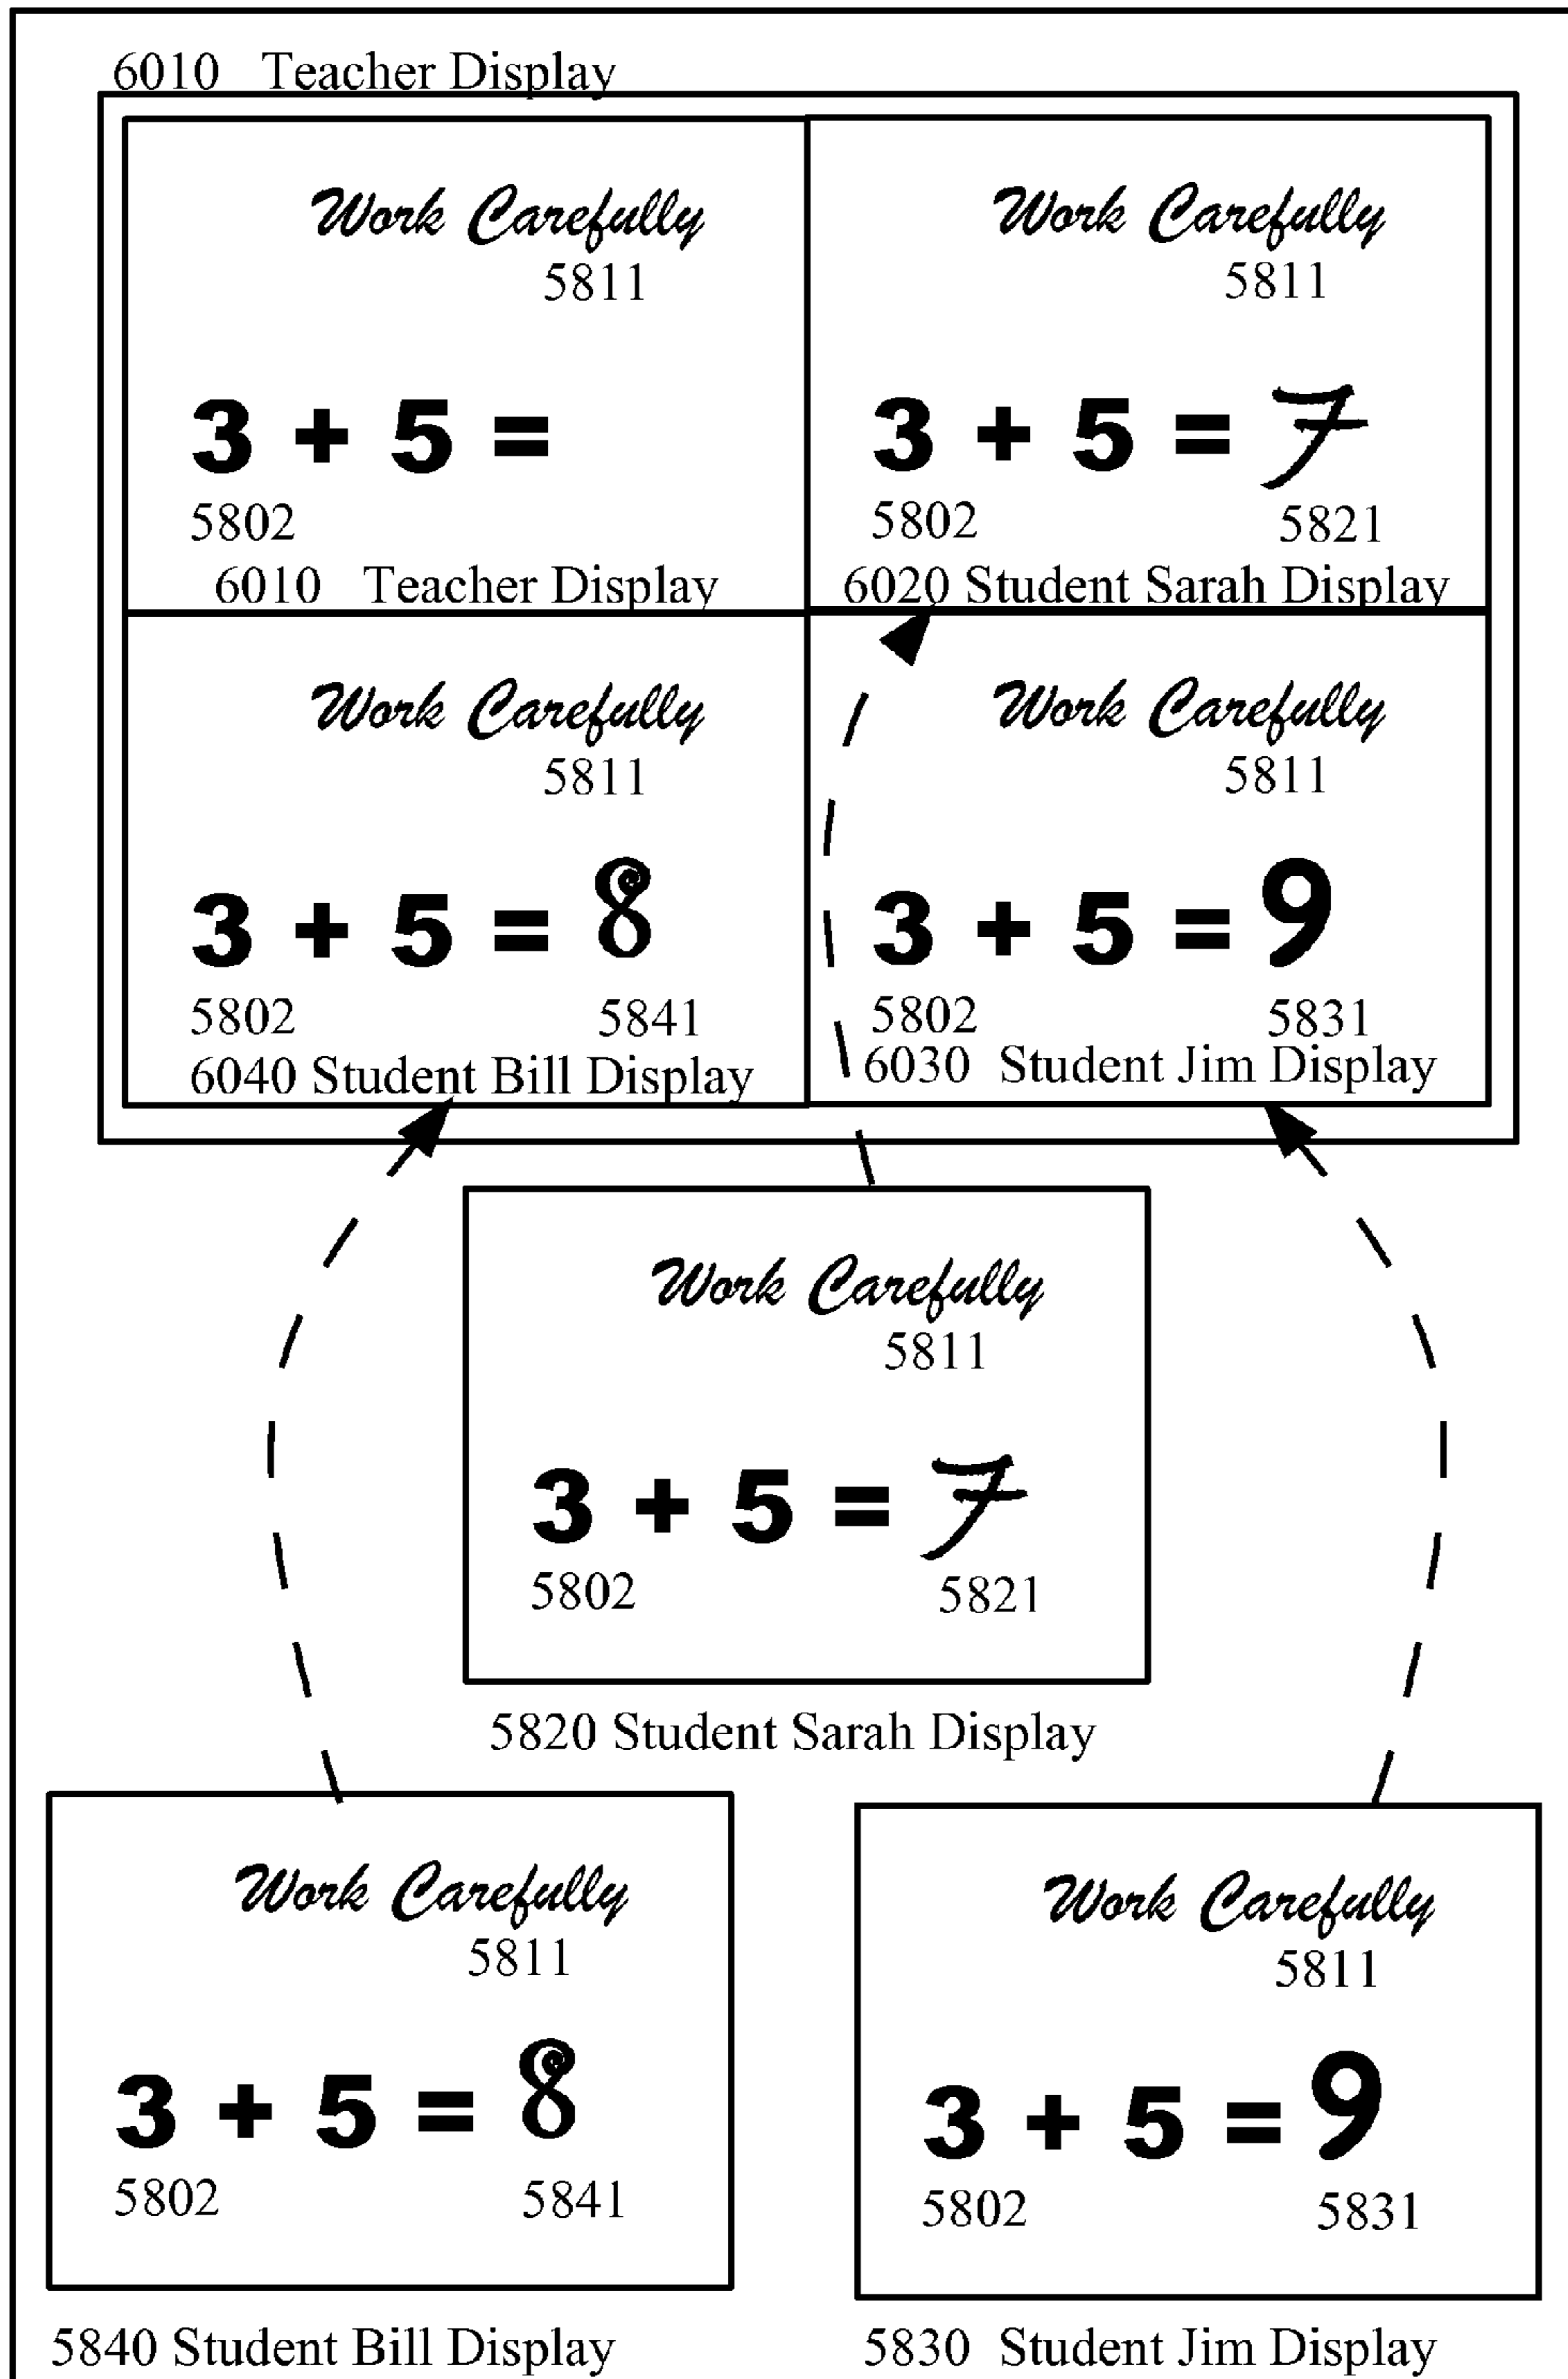 6010 Teacher Display
Work Carefully
5811
3 + 5 =
5802
6010 Teacher Display
Work Carefully
5811
3 + 5 = 7
5802 5821
6020 Student Sarah Display
Work Carefully
5811
3 + 5 = 8
5802 5841
6040 Student Bill Display
Work Carefully
5811
3 + 5 = 9
5802 5831
6030 Student Jim Display
Work Carefully
5811
3 + 5 = 7
5802 5821
5820 Student Sarah Display
Work Carefully
5811
3 + 5 = 8
5802 5841
5840 Student Bill Display
Work Carefully
5811
3 + 5 = 9
5802 5831
5830 Student Jim Display